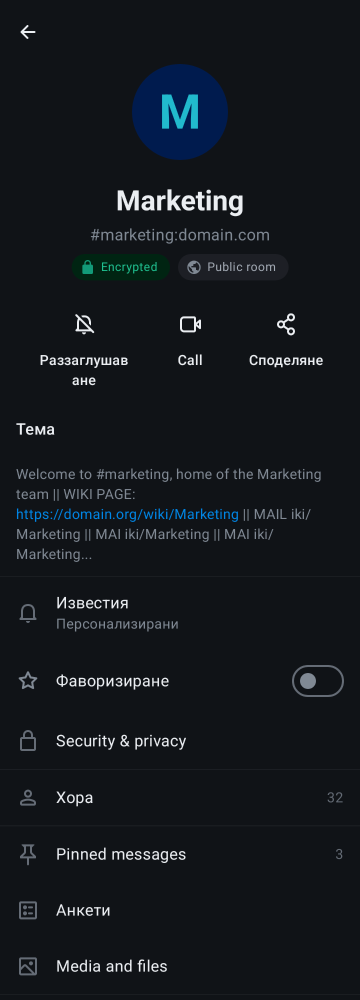 M
Marketing
#marketing:domain.com
Encrypted
Public room
Раззаглушав
ане
Call
Споделяне
Тема
Welcome to #marketing, home of the Marketing
team || WIKI PAGE:
https://domain.org/wiki/Marketing || MAIL iki/
Marketing || MAI iki/Marketing || MAI iki/
Marketing...
Известия
Персонализирани
Фаворизиране
Security & privacy
Хора
32
Pinned messages
3
Анкети
Media and files